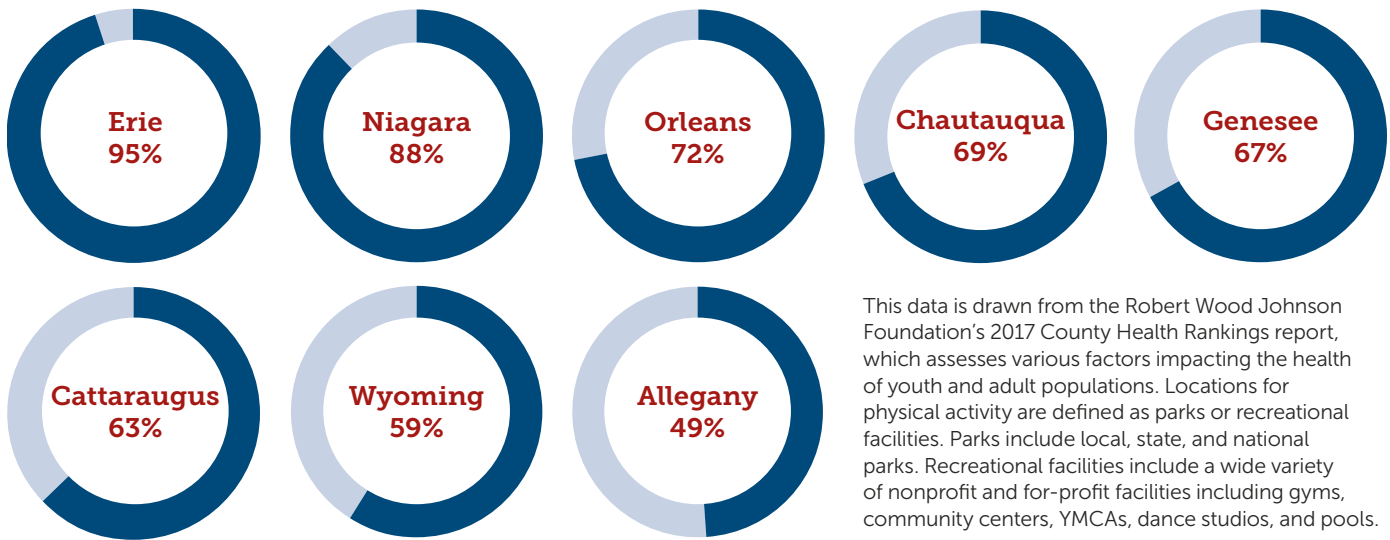 Erie
95%
Niagara
88%
Orleans
72%
Chautauqua
69%
Genesee
67%
Cattaraugus
63%
Wyoming
59%
Allegany
49%
This data is drawn from the Robert Wood Johnson
Foundation’s 2017 County Health Rankings report,
which assesses various factors impacting the health
of youth and adult populations. Locations for
physical activity are defined as parks or recreational
facilities. Parks include local, state, and national
parks. Recreational facilities include a wide variety
of nonprofit and for-profit facilities including gyms,
community centers, YMCAs, dance studios, and pools.